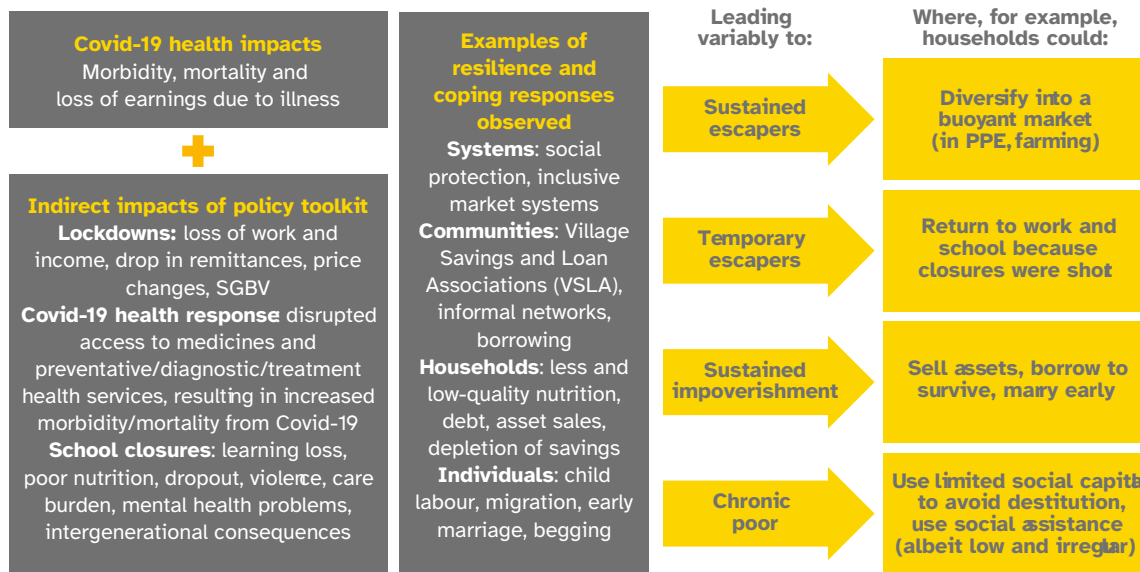 Covid-19 health impacts
Morbidity, mortality and
loss of earnings due to illness
Indirect impacts of policy toolkit
Lockdowns: loss of work and
income, drop in remittances, price
changes, SGBV
Covid-19 health response: disrupted
access to medicines and
preventative/diagnostic/treatment
health services, resulting in increased
morbidity/mortality from Covid-19
School closures: learning loss,
poor nutrition, dropout, violence, care
burden, mental health problems,
intergenerational consequences
Examples of
resilience and
coping responses
observed
Systems: social
protection, inclusive
market systems
Communities: Village
Savings and Loan
Associations (VSLA),
informal networks,
borrowing
Households: less and
low-quality nutrition,
debt, asset sales,
depletion of savings
Individuals: child
labour, migration, early
marriage, begging
Leading
variably to:
Where, for example,
households could:
Sustained
escapers
Diversify into a
buoyant market
(in PPE, farming)
Temporary
escapers
Return to work and
school because
closures were short
Sustained
impoverishment
Sell assets, borrow to
survive, marry early
Chronic
poor
Use limited social capital
to avoid destitution,
use social assistance
(albeit low and irregular)